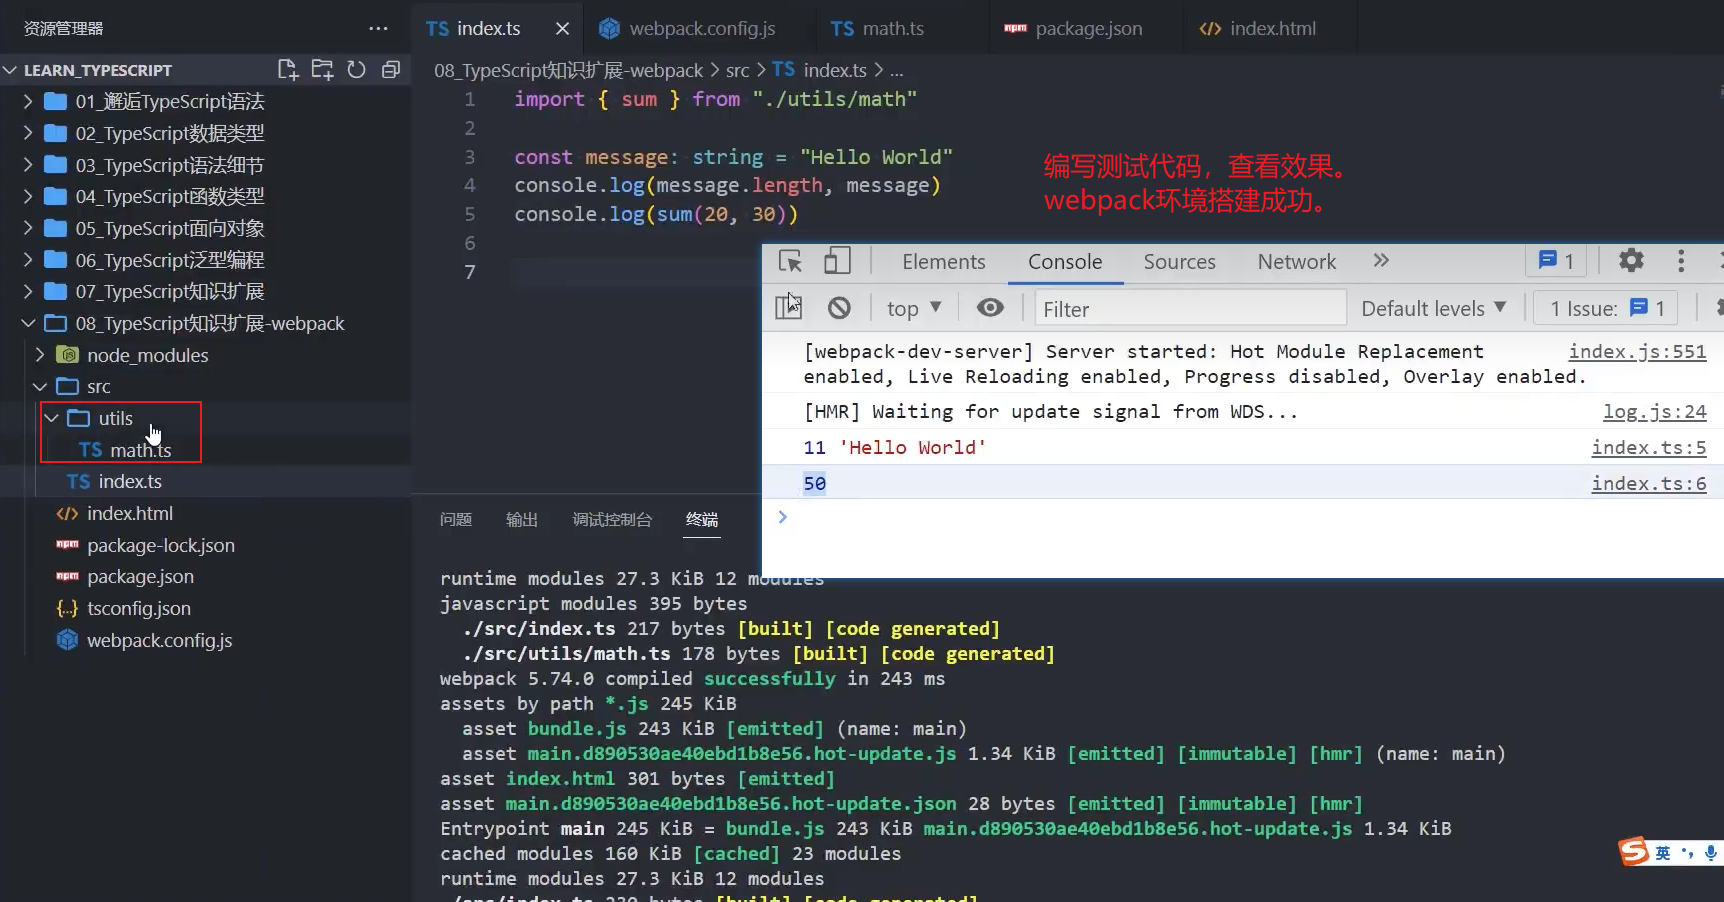 资源管理器
LEARN_TYPESCRIPT
01_邂逅TypeScript语法
02_TypeScript数据类型
03_TypeScript语法细节
04_TypeScript函数类型
05_TypeScript面向对象
06_TypeScript泛型编程
07_TypeScript知识扩展
08_TypeScript知识扩展-webpack
node_modules
src
utils
TS math.ts
TS index.ts
index.html
package-lock.json
package.json
tsconfig.json
webpack.config.js
TS index.ts webpack.config.js TS math.ts package.json index.html
08_TypeScript知识扩展-webpack > src > TS index.ts > ...
1 import { sum } from "./utils/math"
2
3 const message: string = "Hello World"
4 console.log(message.length, message)
5 console.log(sum(20, 30))
6
7
编写测试代码，查看效果。
webpack环境搭建成功。
Elements Console Sources Network 1
top Filter Default levels 1 Issue: 1
[webpack-dev-server] Server started: Hot Module Replacement index.js:551
enabled, Live Reloading enabled, Progress disabled, Overlay enabled.
[HMR] Waiting for update signal from WDS... log.js:24
11 'Hello World' index.ts:5
50 index.ts:6
问题 输出 调试控制台 终端
runtime modules 27.3 KiB 12 modules
javascript modules 395 bytes
./src/index.ts 217 bytes [built] [code generated]
./src/utils/math.ts 178 bytes [built] [code generated]
webpack 5.74.0 compiled successfully in 243 ms
assets by path *.js 245 KiB
asset bundle.js 243 KiB [emitted] (name: main)
asset main.d890530ae40ebd1b8e56.hot-update.js 1.34 KiB [emitted] [immutable] [hmr] (name: main)
asset index.html 301 bytes [emitted]
asset main.d890530ae40ebd1b8e56.hot-update.json 28 bytes [emitted] [immutable] [hmr]
Entrypoint main 245 KiB = bundle.js 243 KiB main.d890530ae40ebd1b8e56.hot-update.js 1.34 KiB
cached modules 160 KiB [cached] 23 modules
runtime modules 27.3 KiB 12 modules
英